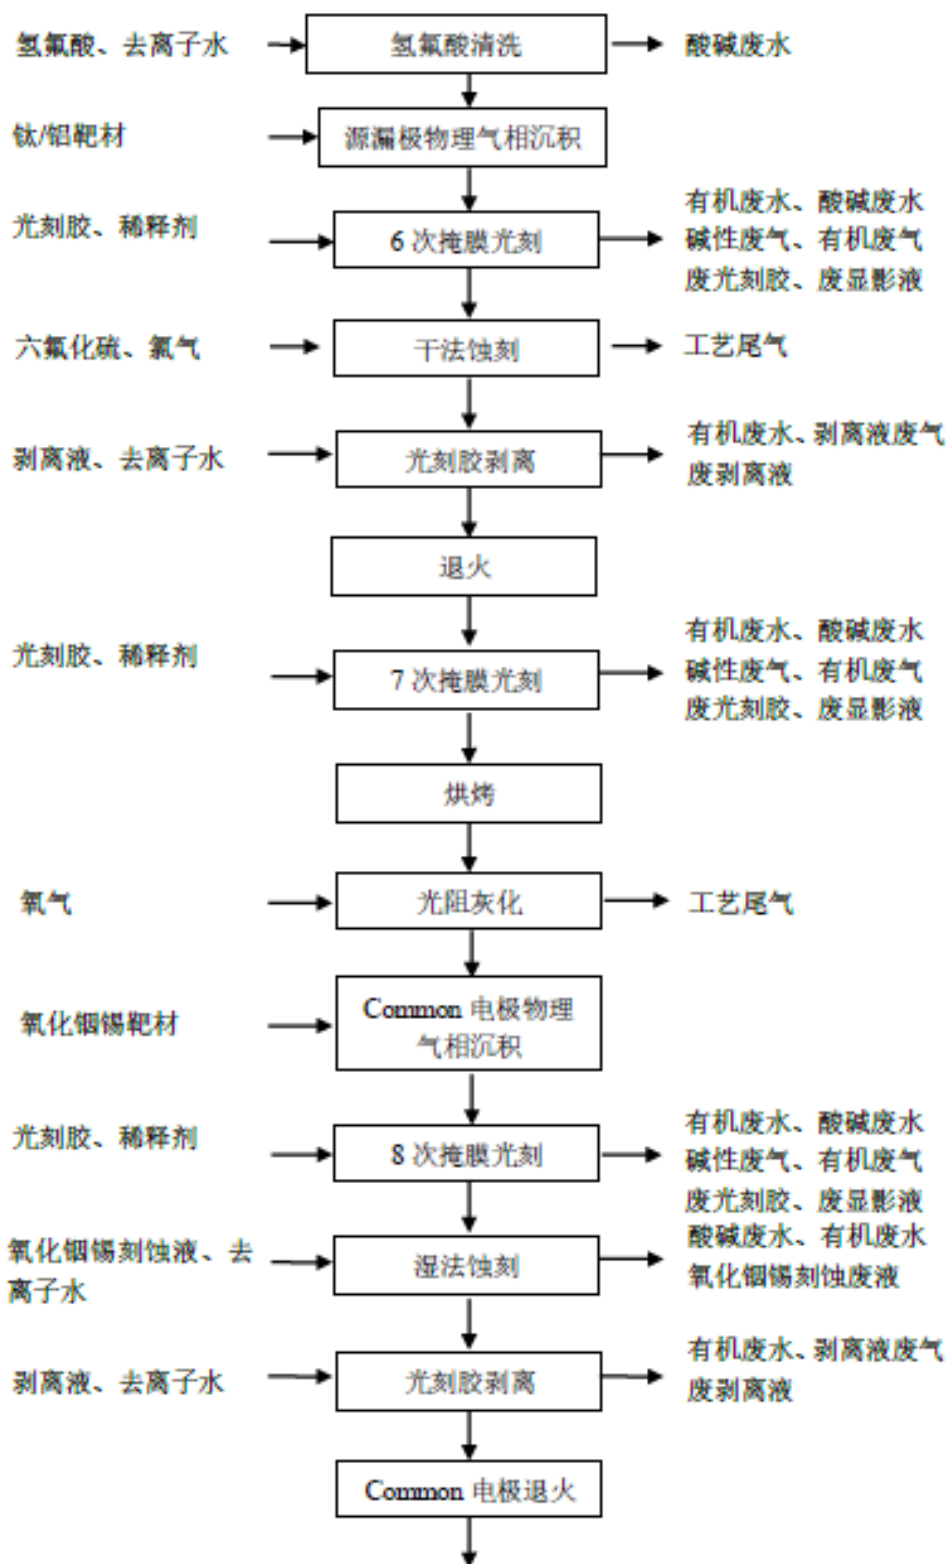 氢氟酸、去离子水
氢氟酸清洗
酸碱废水
钛/铝靶材
源漏极物理气相沉积
光刻胶、稀释剂
6 次掩膜光刻
有机废水、酸碱废水
碱性废气、有机废气
废光刻胶、废显影液
六氟化硫、氯气
干法蚀刻
工艺尾气
剥离液、去离子水
光刻胶剥离
有机废水、剥离液废气
废剥离液
退火
光刻胶、稀释剂
7 次掩膜光刻
有机废水、酸碱废水
碱性废气、有机废气
废光刻胶、废显影液
烘烤
氧气
光阻灰化
工艺尾气
氧化铟锡靶材
Common 电极物理
气相沉积
光刻胶、稀释剂
8 次掩膜光刻
有机废水、酸碱废水
碱性废气、有机废气
废光刻胶、废显影液
氧化铟锡刻蚀液、去
离子水
湿法蚀刻
酸碱废水、有机废水
氧化铟锡刻蚀废液
剥离液、去离子水
光刻胶剥离
有机废水、剥离液废气
废剥离液
Common 电极退火